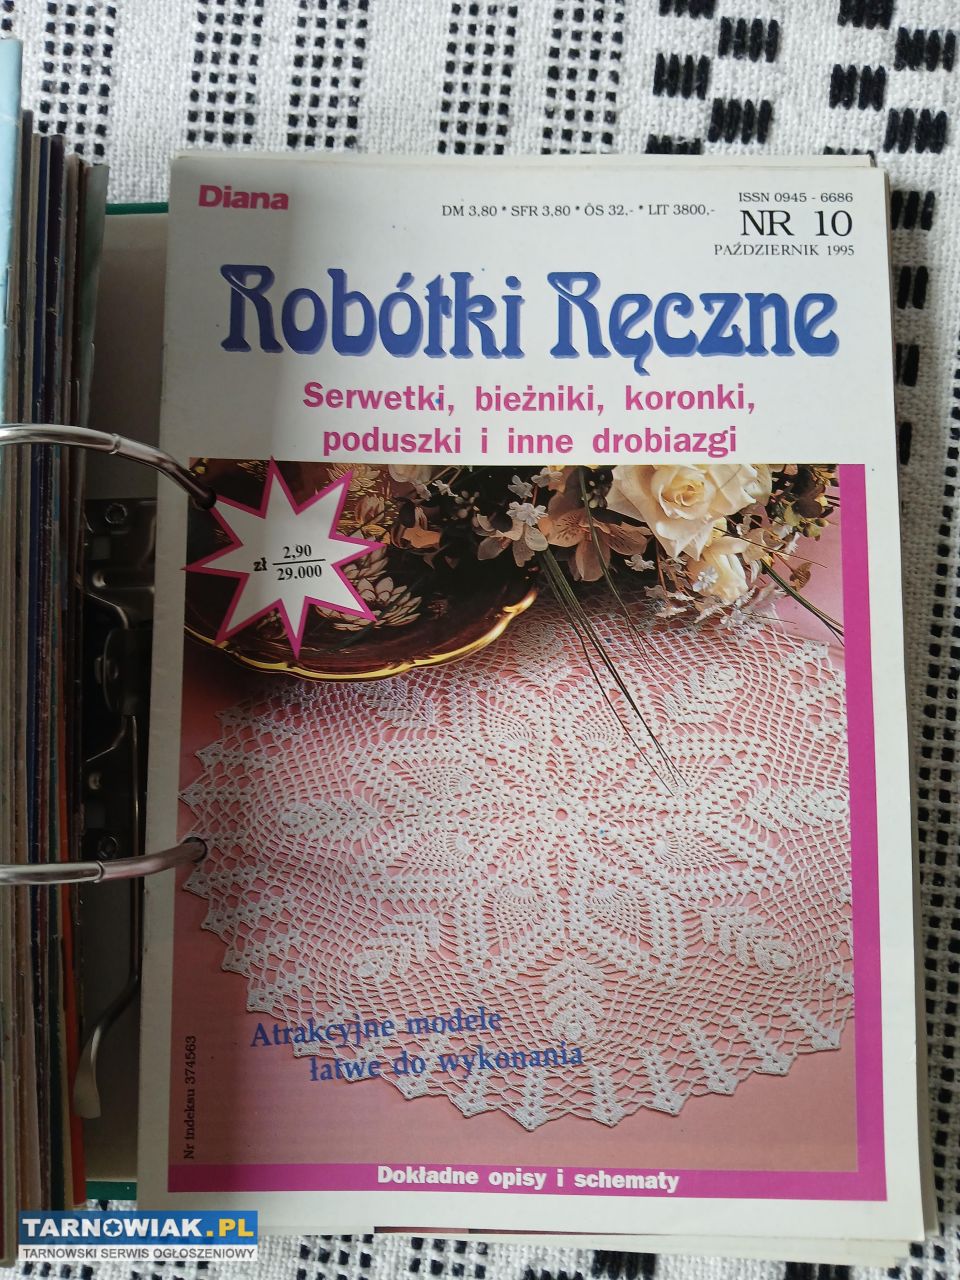 Diana
DM 3,80 * SFR 3,80 * ÖS 32,- * LIT 3800,-
ISSN 0945 - 6686
NR 10
PAŹDZIERNIK 1995
Robótki Ręczne
Serwetki, bieżniki, koronki,
poduszki i inne drobiazgi
zł 2,90
29.000
Atrakcyjne modele
łatwe do wykonania
Nr indeksu 374563
Dokładne opisy i schematy
TARNOWIAK.PL
TARNOWSKI SERWIS OGŁOSZENIOWY